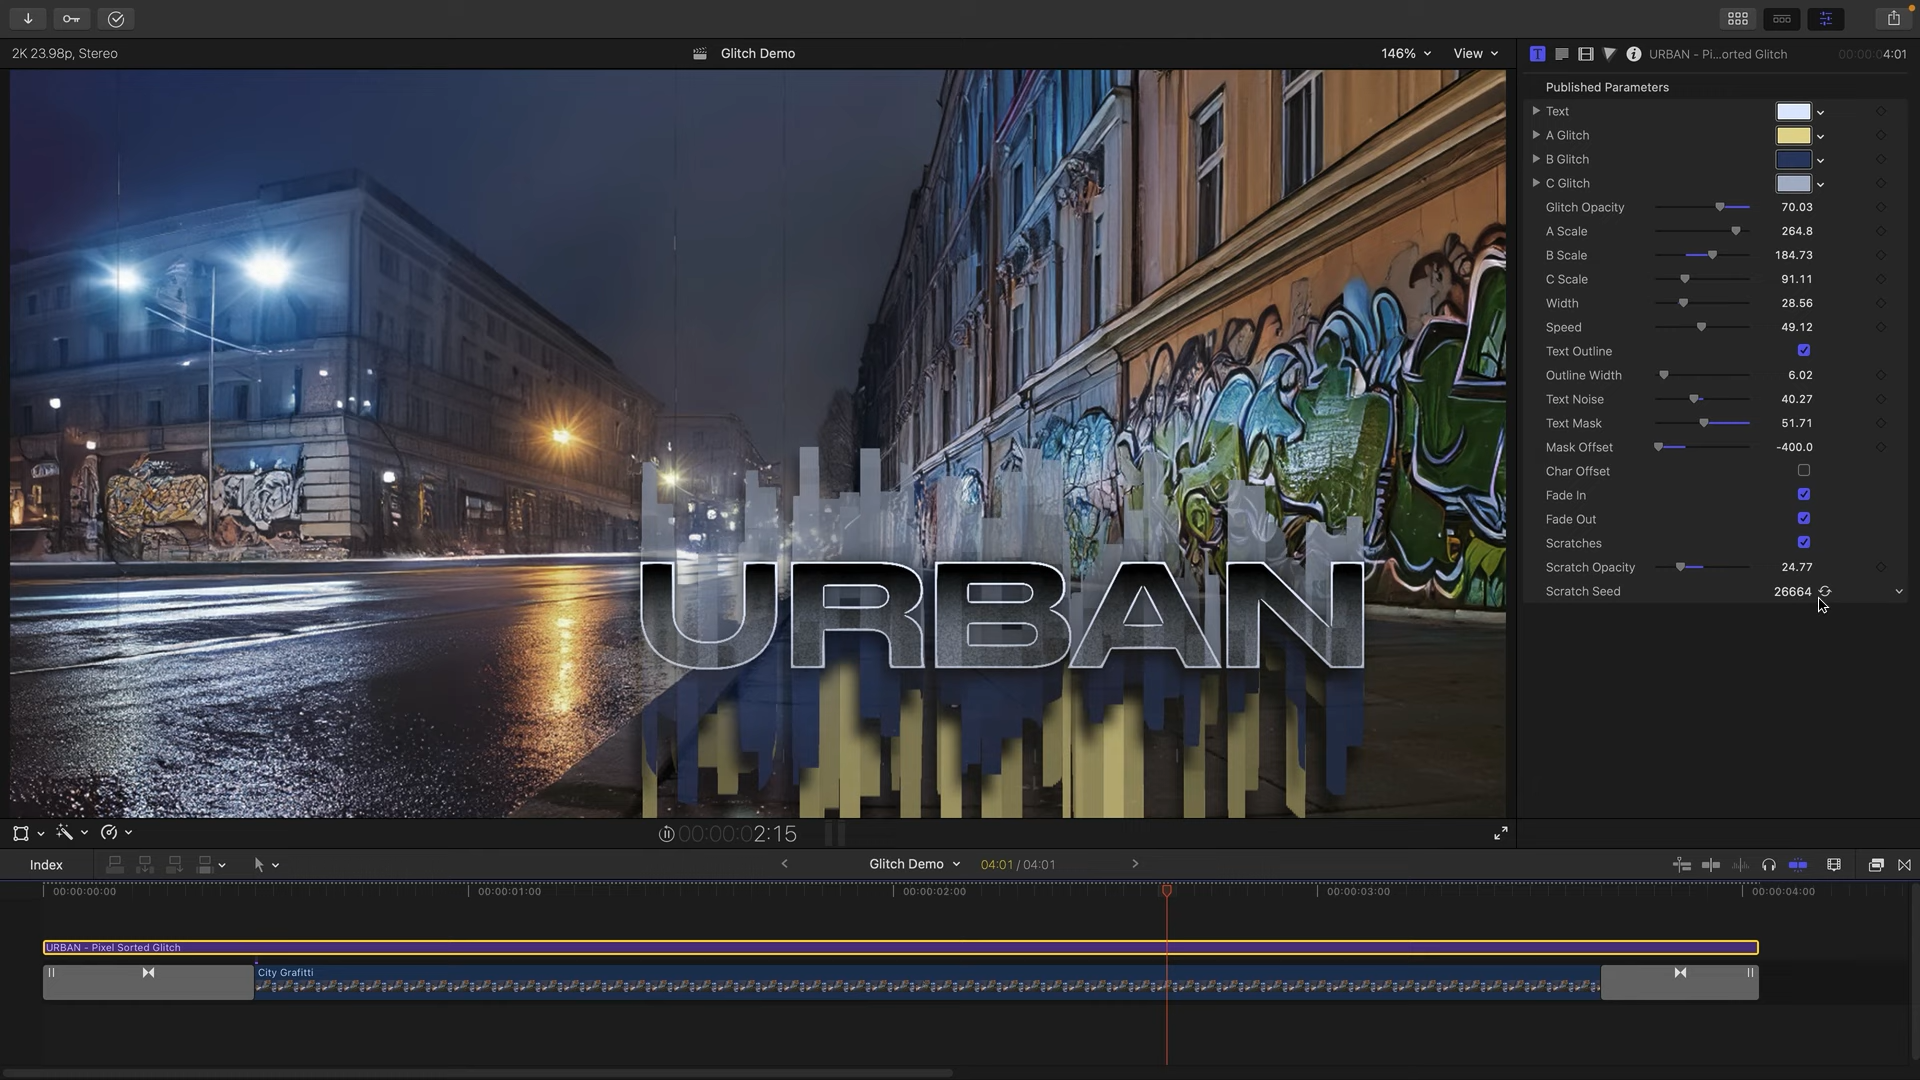 2K 23.98p, Stereo
Glitch Demo
146%
View
URBAN - Pi...orted Glitch
00:00:04:01
Published Parameters
Text
A Glitch
B Glitch
C Glitch
Glitch Opacity 70.03
A Scale 264.8
B Scale 184.73
C Scale 91.11
Width 28.56
Speed 49.12
Text Outline
Outline Width 6.02
Text Noise 40.27
Text Mask 51.71
Mask Offset -400.0
Char Offset
Fade In
Fade Out
Scratches
Scratch Opacity 24.77
Scratch Seed 26664
URBAN
00:00:02:15
Index
Glitch Demo
04:01 / 04:01
00:00:00:00
00:00:01:00
00:00:02:00
00:00:03:00
00:00:04:00
URBAN - Pixel Sorted Glitch
City Grafitti